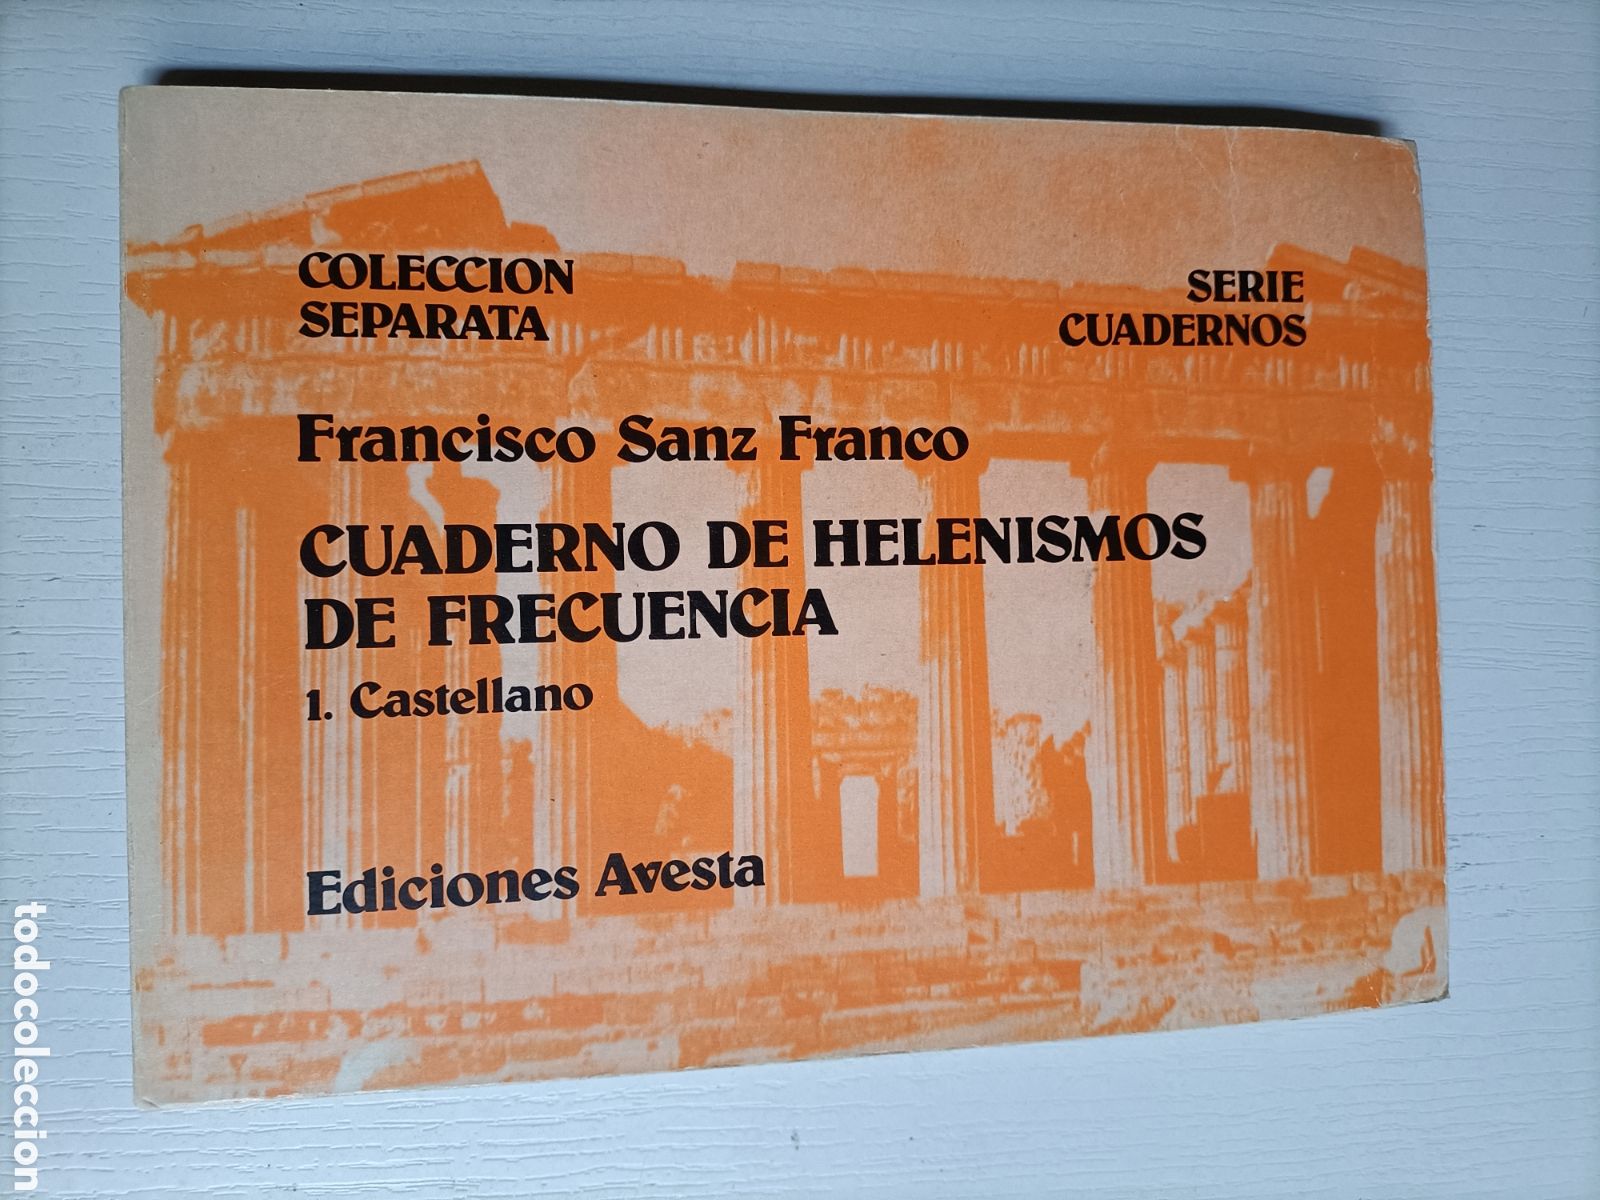 COLECCION
SEPARATA
SERIE
CUADERNOS
Francisco Sanz Franco
CUADERNO DE HELENISMOS
DE FRECUENCIA
1. Castellano
Ediciones Avesta
todocoleccion